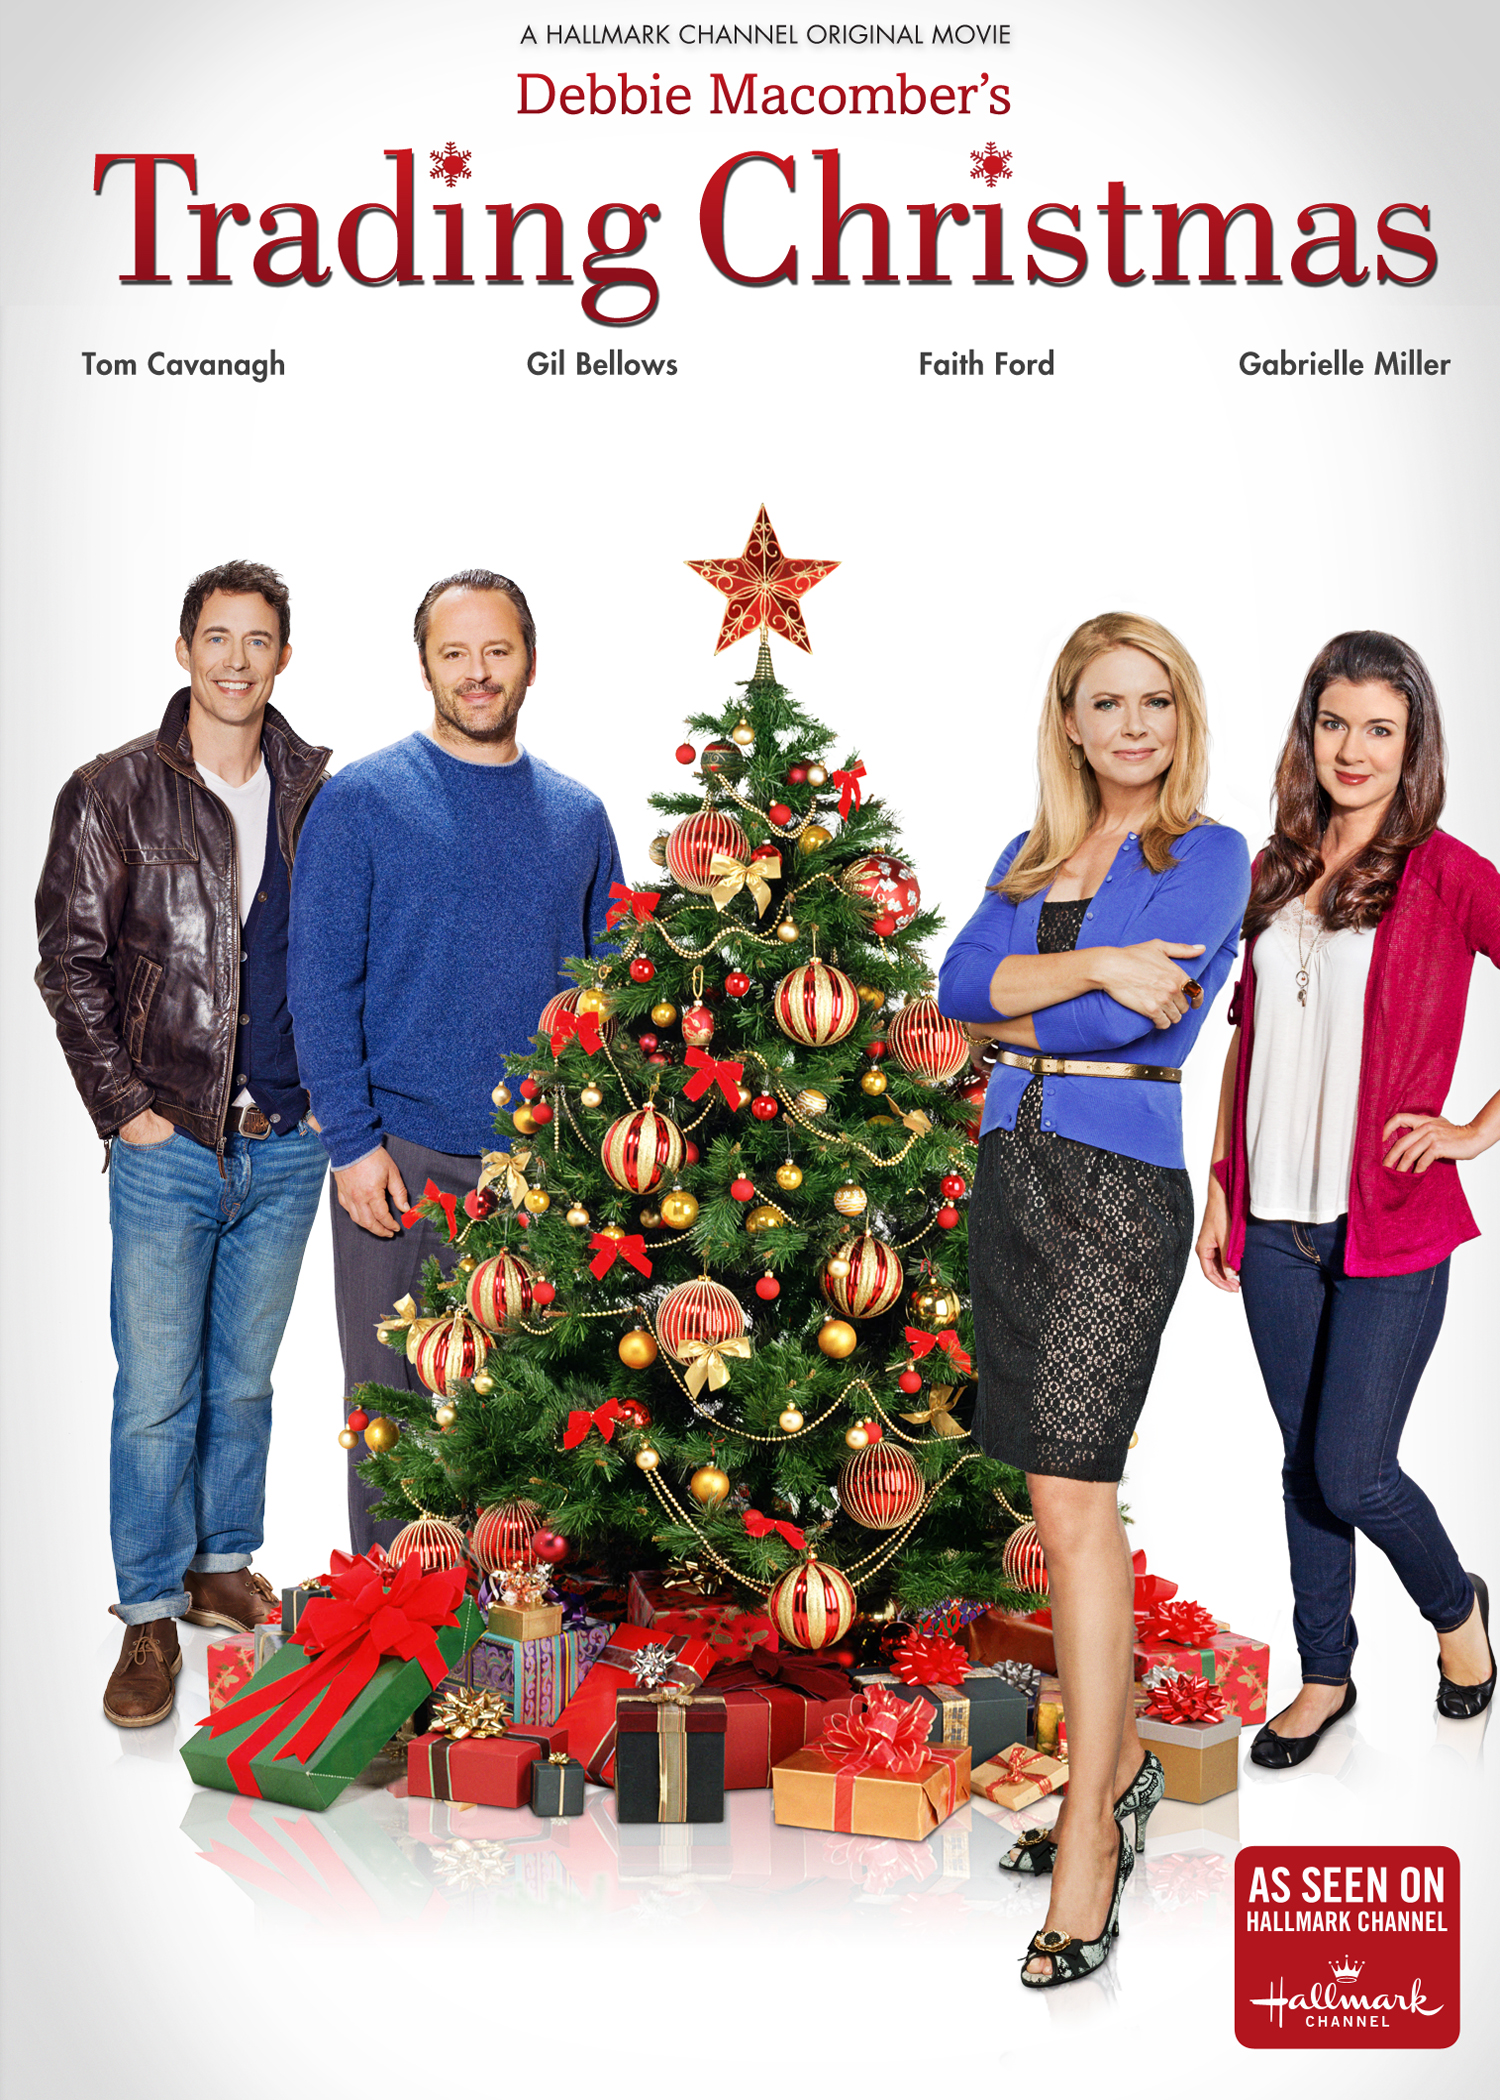 A HALLMARK CHANNEL ORIGINAL MOVIE
Debbie Macomber's
Trading Christmas
Tom Cavanagh Gil Bellows Faith Ford Gabrielle Miller
AS SEEN ON
HALLMARK CHANNEL
Hallmark
CHANNEL